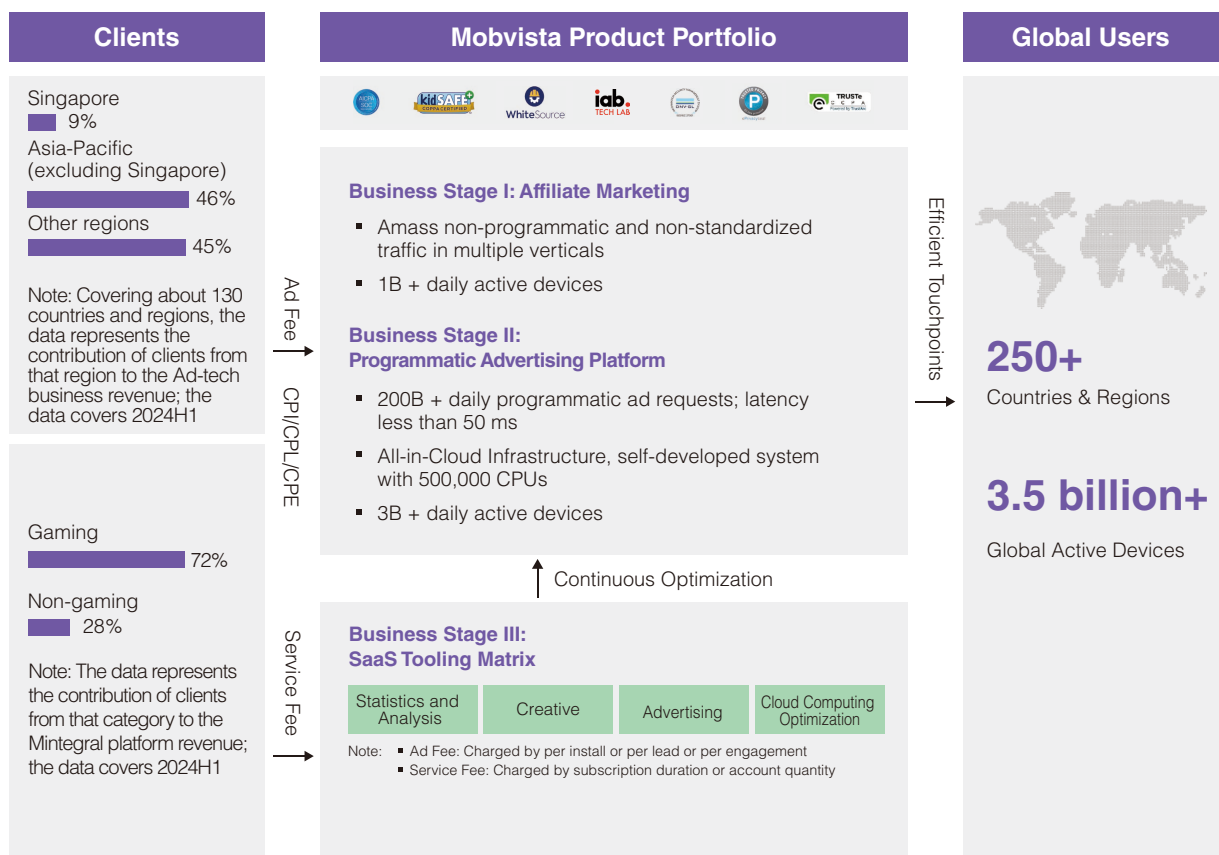 Clients
Singapore
9%
Asia-Pacific
(excluding Singapore)
46%
Other regions
45%
Note: Covering about 130
countries and regions, the
data represents the
contribution of clients from
that region to the Ad-tech
business revenue; the
data covers 2024H1
Gaming
72%
Non-gaming
28%
Note: The data represents
the contribution of clients
from that category to the
Mintegral platform revenue;
the data covers 2024H1
Ad Fee
CPI/CPL/CPE
Service Fee
Mobvista Product Portfolio
AICPA
SOC
kidSAFE
COPPA CERTIFIED
WhiteSource
iab.
TECH LAB
DNV·GL
P
TRUSTe
Powered by TrustArc
Business Stage I: Affiliate Marketing
▪ Amass non-programmatic and non-standardized
traffic in multiple verticals
▪ 1B + daily active devices
Business Stage II:
Programmatic Advertising Platform
▪ 200B + daily programmatic ad requests; latency
less than 50 ms
▪ All-in-Cloud Infrastructure, self-developed system
with 500,000 CPUs
▪ 3B + daily active devices
Continuous Optimization
Business Stage III:
SaaS Tooling Matrix
Statistics and
Analysis
Creative
Advertising
Cloud Computing
Optimization
Note: ▪ Ad Fee: Charged by per install or per lead or per engagement
▪ Service Fee: Charged by subscription duration or account quantity
Efficient Touchpoints
Global Users
250+
Countries & Regions
3.5 billion+
Global Active Devices